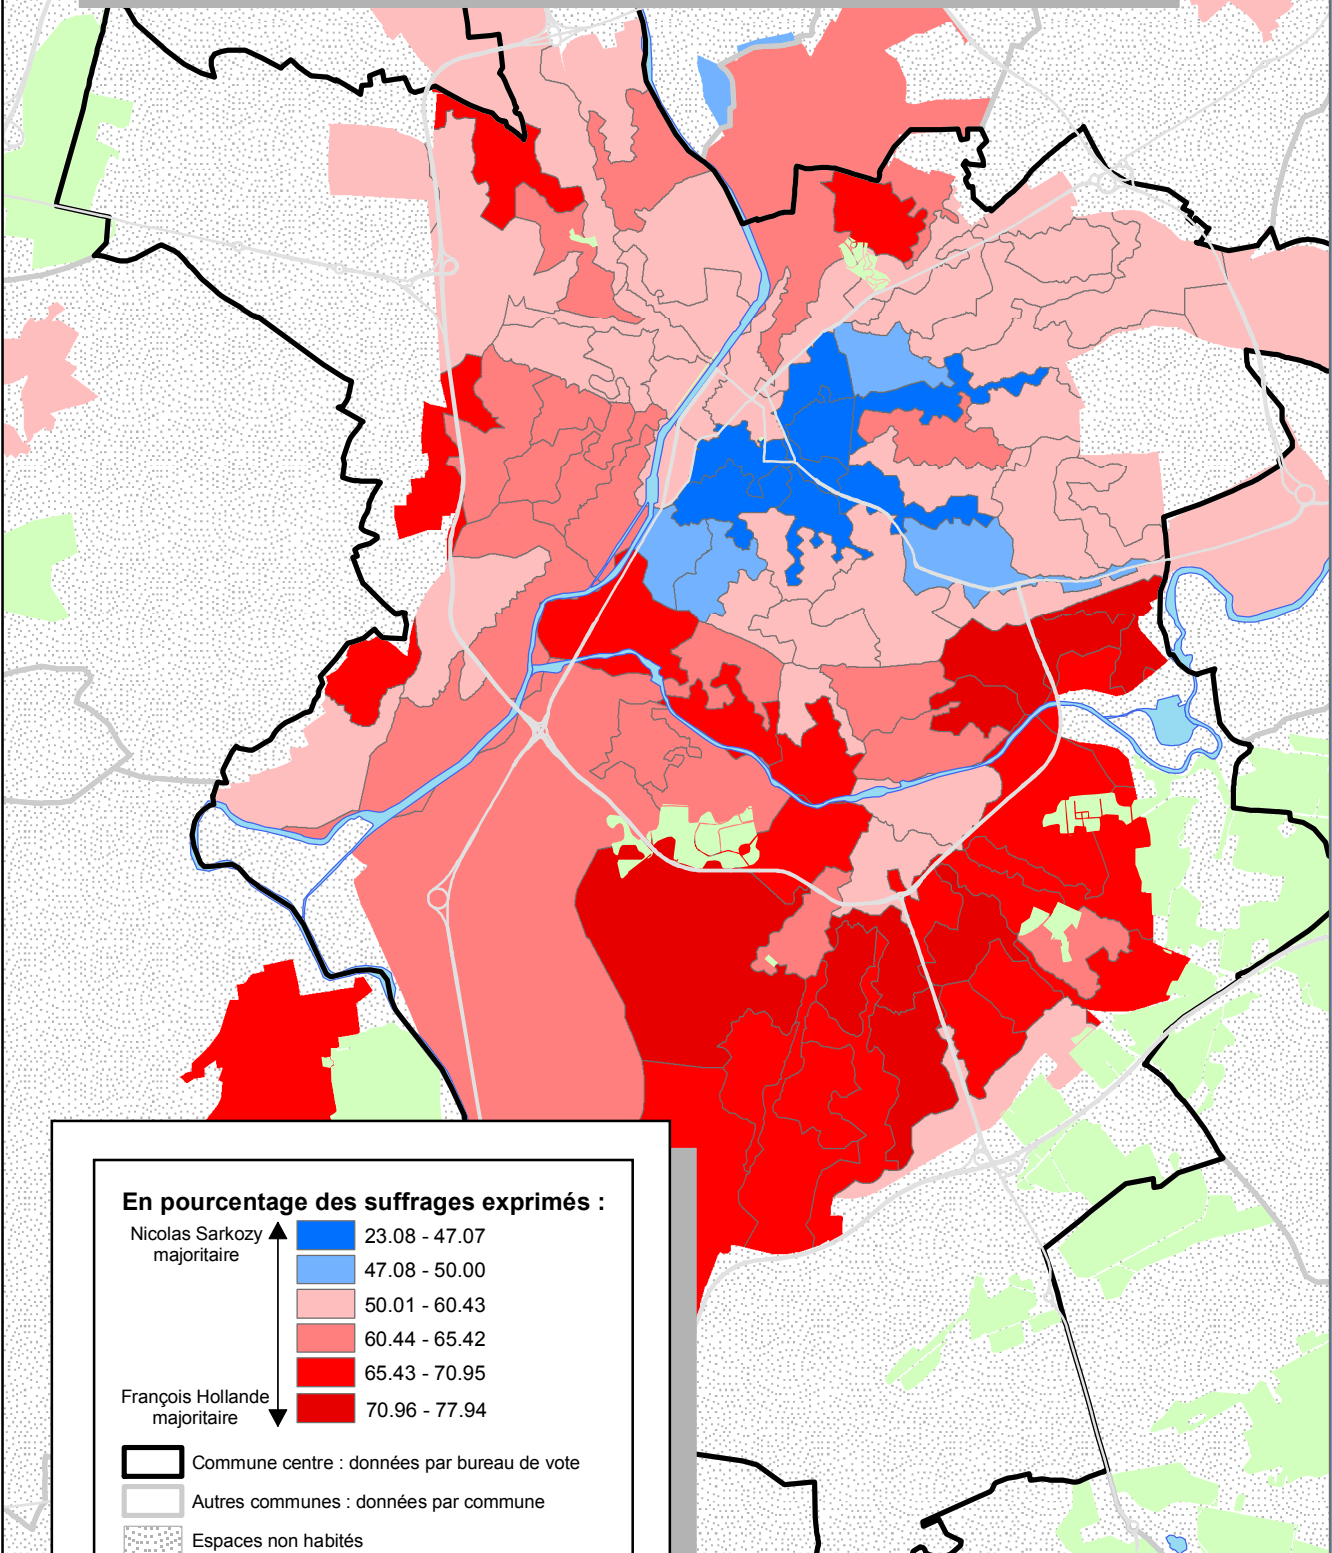 En pourcentage des suffrages exprimés :
Nicolas Sarkozy
majoritaire
23.08 - 47.07
47.08 - 50.00
50.01 - 60.43
60.44 - 65.42
65.43 - 70.95
70.96 - 77.94
François Hollande
majoritaire
Commune centre : données par bureau de vote
Autres communes : données par commune
Espaces non habités